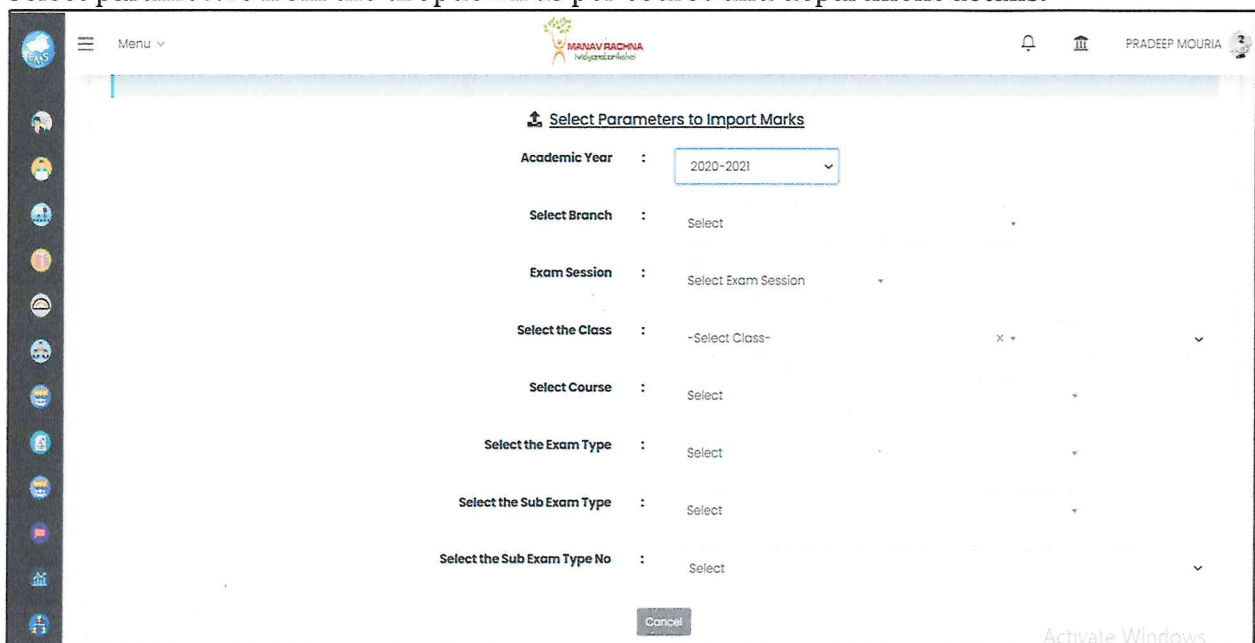 EMS
Menu
MANAV RACHNA
vidyanatariksha
PRADEEP MOURIA
Select Parameters to Import Marks
Academic Year : 2020-2021
Select Branch : Select
Exam Session : Select Exam Session
Select the Class : -Select Class- x
Select Course : Select
Select the Exam Type : Select
Select the Sub Exam Type : Select
Select the Sub Exam Type No : Select
Cancel
Activate Windows